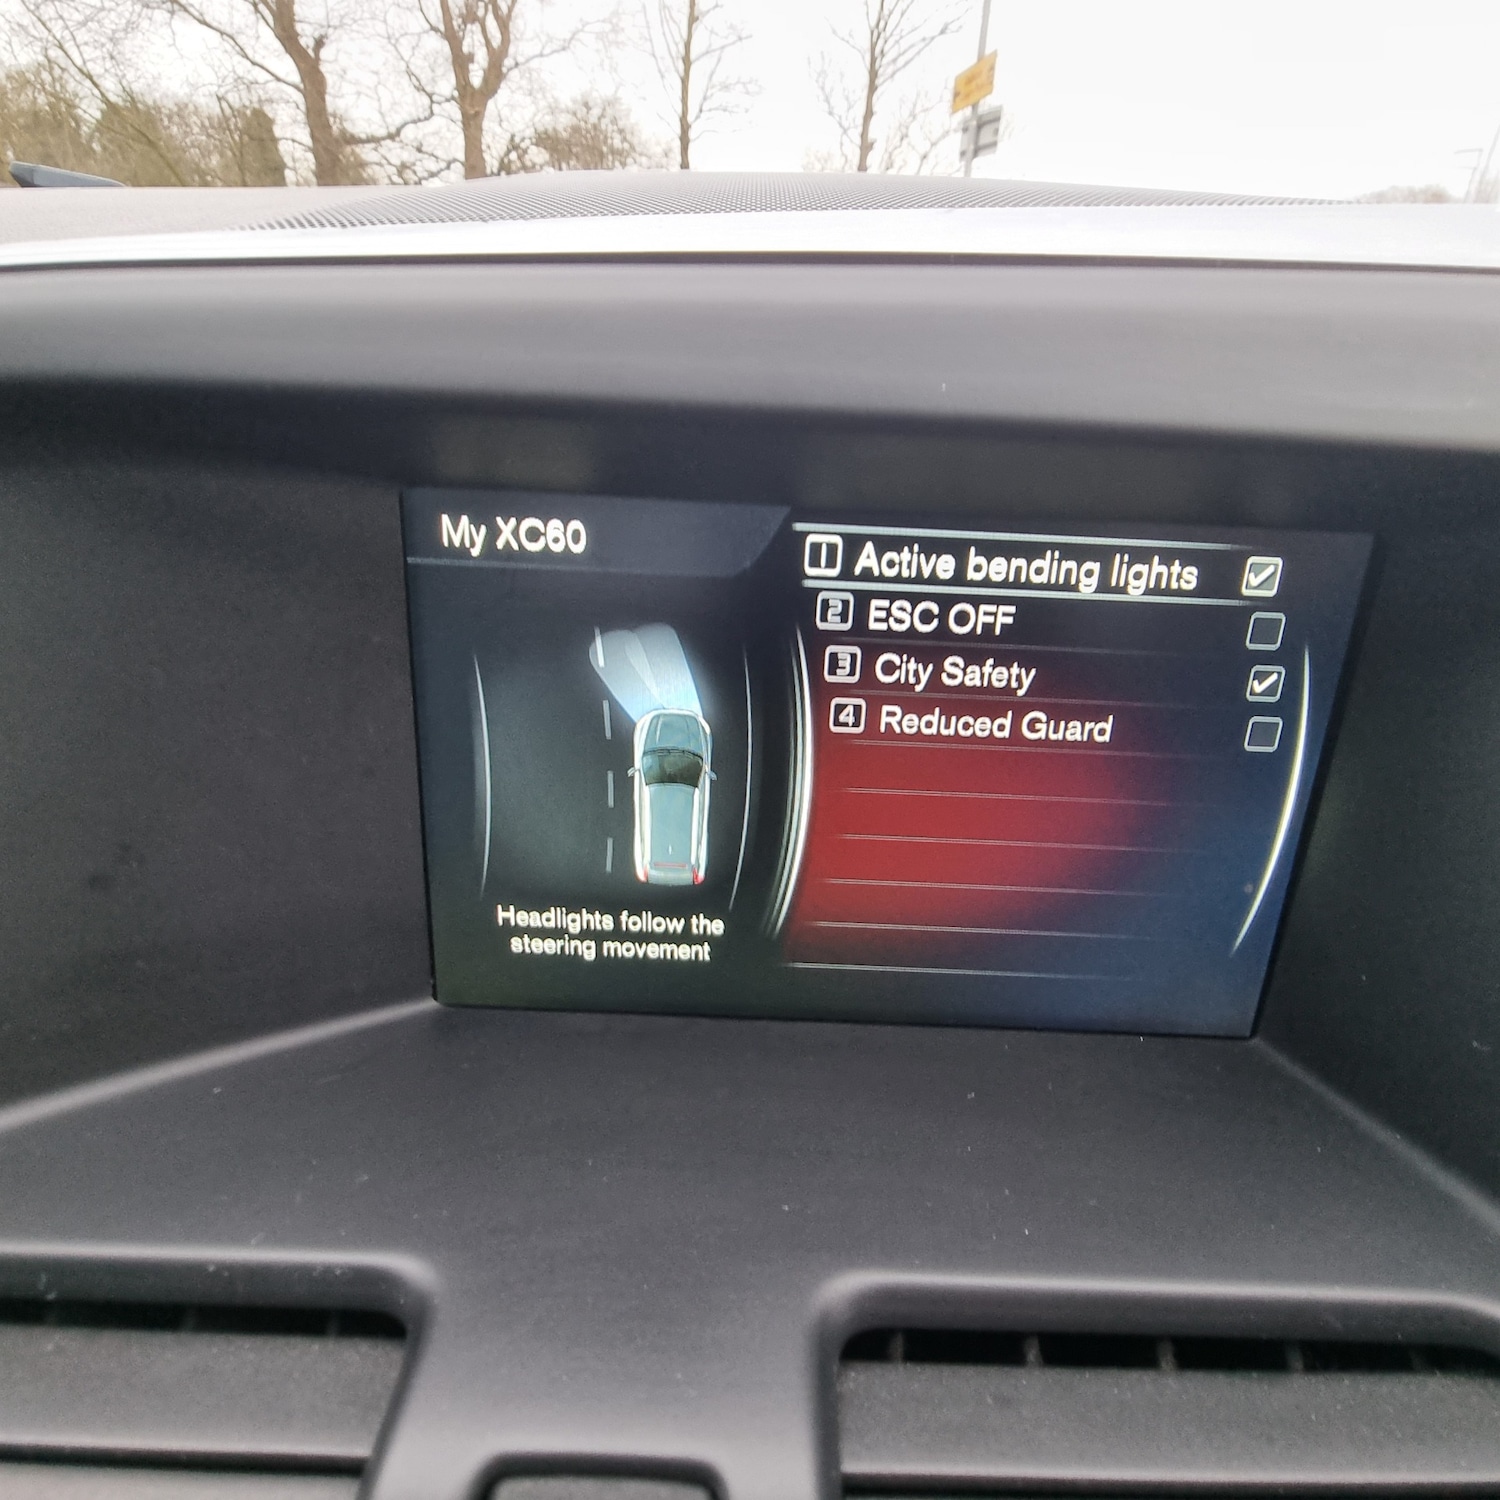 My XC60
1 Active bending lights
2 ESC OFF
3 City Safety
4 Reduced Guard
Headlights follow the
steering movement